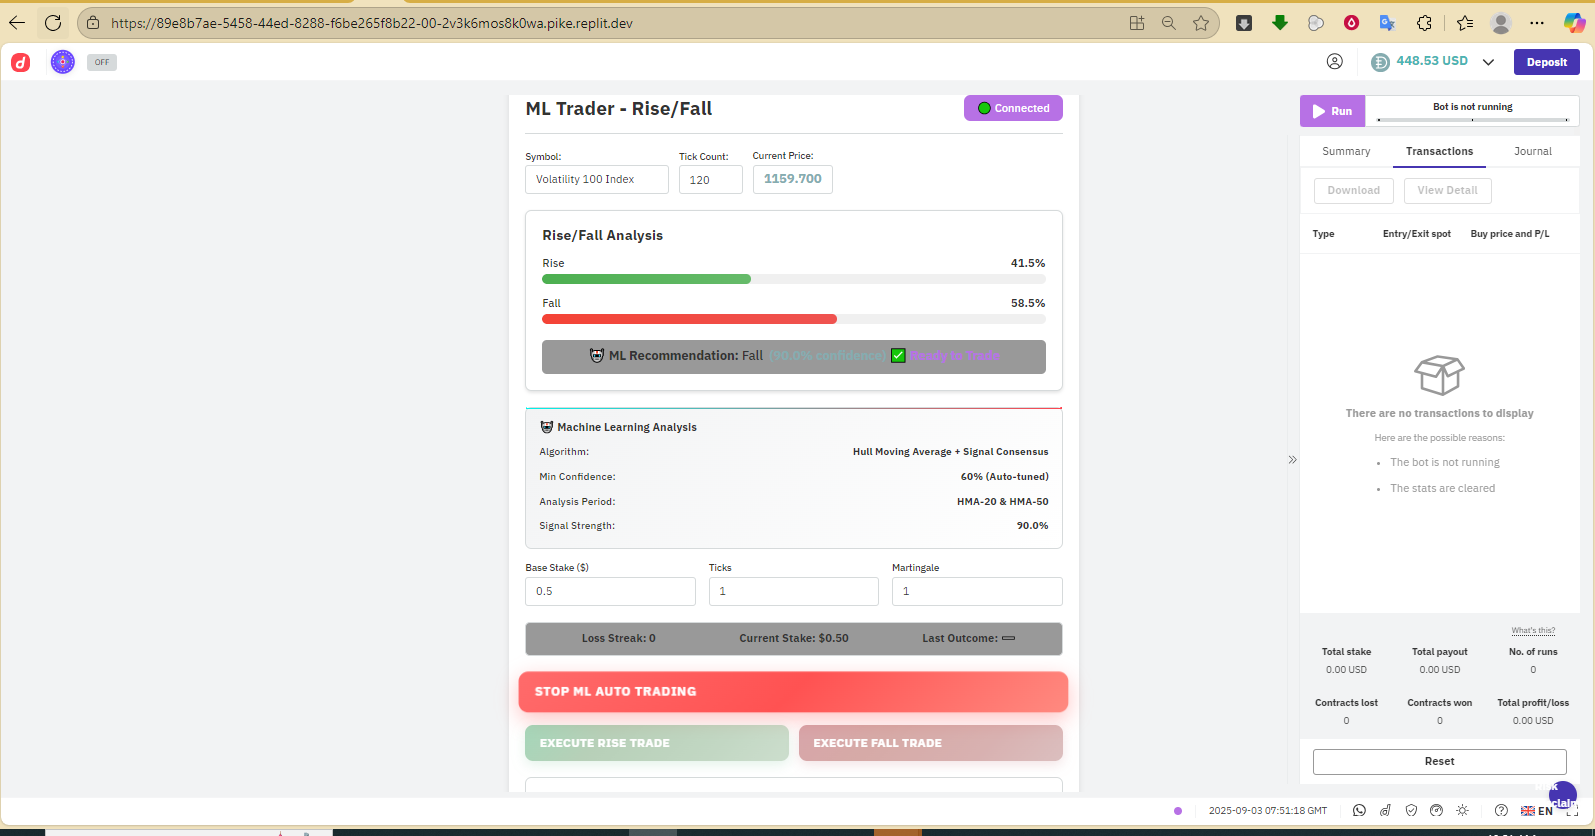 https://89e8b7ae-5458-44ed-8288-f6be265f8b22-00-2v3k6mos8k0wa.pike.replit.dev
OFF
448.53 USD
Deposit
ML Trader - Rise/Fall
Connected
Symbol:
Tick Count:
Current Price:
Volatility 100 Index
120
1159.700
Rise/Fall Analysis
Rise
41.5%
Fall
58.5%
ML Recommendation: Fall (90.0% confidence) ✅ Ready to Trade
Machine Learning Analysis
Algorithm:
Hull Moving Average + Signal Consensus
Min Confidence:
60% (Auto-tuned)
Analysis Period:
HMA-20 & HMA-50
Signal Strength:
90.0%
Base Stake ($)
Ticks
Martingale
0.5
1
1
Loss Streak: 0
Current Stake: $0.50
Last Outcome: ➖
STOP ML AUTO TRADING
EXECUTE RISE TRADE
EXECUTE FALL TRADE
Run
Bot is not running
Summary
Transactions
Journal
Download
View Detail
Type
Entry/Exit spot
Buy price and P/L
There are no transactions to display
Here are the possible reasons:
• The bot is not running
• The stats are cleared
What's this?
Total stake
Total payout
No. of runs
0.00 USD
0.00 USD
0
Contracts lost
Contracts won
Total profit/loss
0
0
0.00 USD
Reset
2025-09-03 07:51:18 GMT
EN